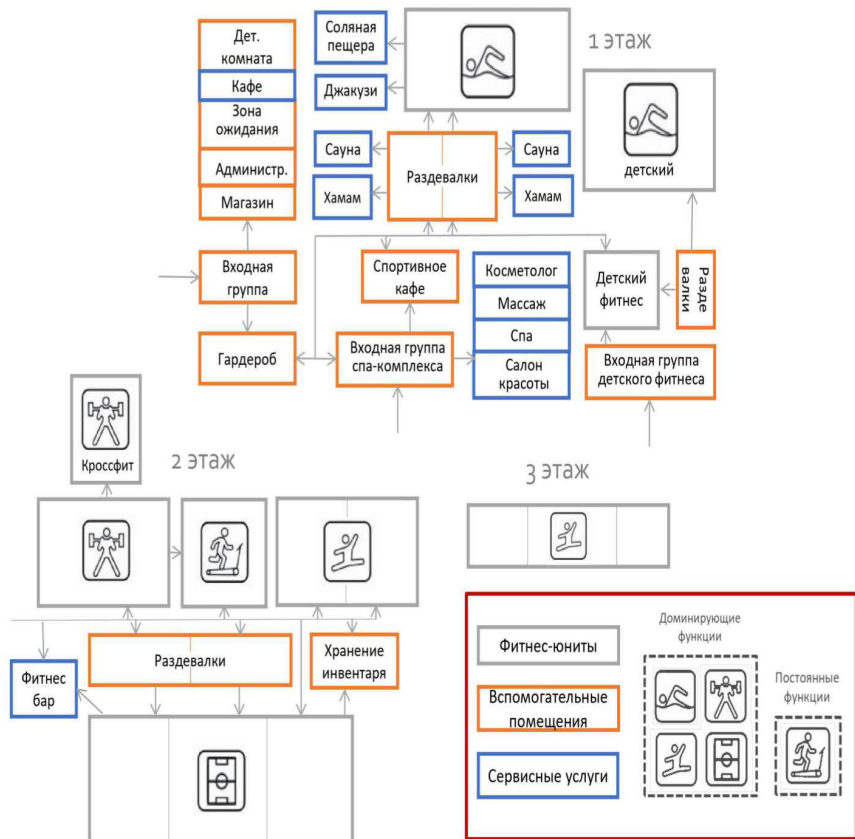 1 этаж
Дет.
комната
Кафе
Зона
ожидания
Администр.
Магазин
Соляная
пещера
Джакузи
детский
Сауна
Хамам
Раздевалки
Сауна
Хамам
Входная
группа
Гардероб
Спортивное
кафе
Входная группа
спа-комплекса
Косметолог
Массаж
Спа
Салон
красоты
Детский
фитнес
Разде
валки
Входная группа
детского фитнеса
2 этаж
Кроссфит
Фитнес
бар
Раздевалки
Хранение
инвентаря
3 этаж
Фитнес-юниты
Вспомогательные
помещения
Сервисные услуги
Доминирующие
функции
Постоянные
функции